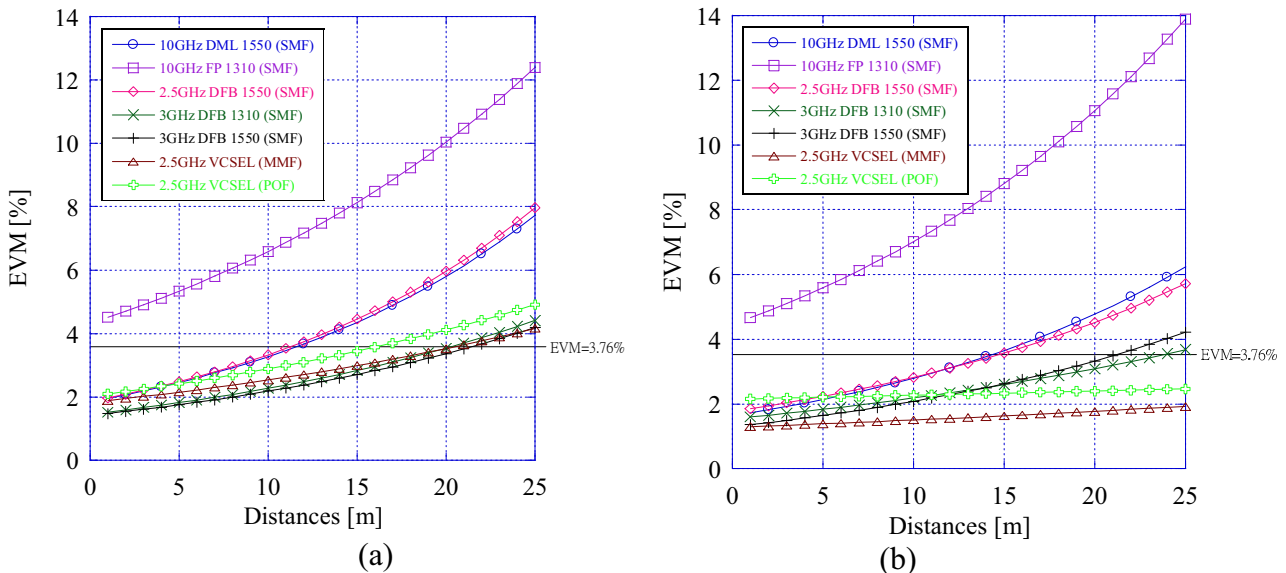 14
12
10
8
6
4
2
0
EVM [%]
10GHz DML 1550 (SMF)
10GHz FP 1310 (SMF)
2.5GHz DFB 1550 (SMF)
3GHz DFB 1310 (SMF)
3GHz DFB 1550 (SMF)
2.5GHz VCSEL (MMF)
2.5GHz VCSEL (POF)
EVM=3.76%
0 5 10 15 20 25
Distances [m]
(a)
14
12
10
8
6
4
2
0
EVM [%]
10GHz DML 1550 (SMF)
10GHz FP 1310 (SMF)
2.5GHz DFB 1550 (SMF)
3GHz DFB 1310 (SMF)
3GHz DFB 1550 (SMF)
2.5GHz VCSEL (MMF)
2.5GHz VCSEL (POF)
EVM=3.76%
0 5 10 15 20 25
Distances [m]
(b)